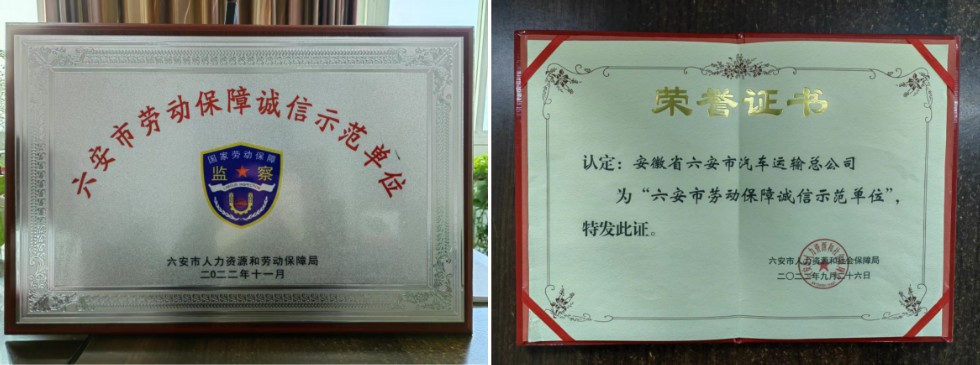 六安市劳动保障诚信示范单位
国家劳动保障
监察
六安市人力资源和劳动保障局
二〇二二年十一月
荣誉证书
认定：安徽省六安市汽车运输总公司
为“六安市劳动保障诚信示范单位”，
特发此证。
六安市人力资源和社会保障局
二〇二二年九月二十六日